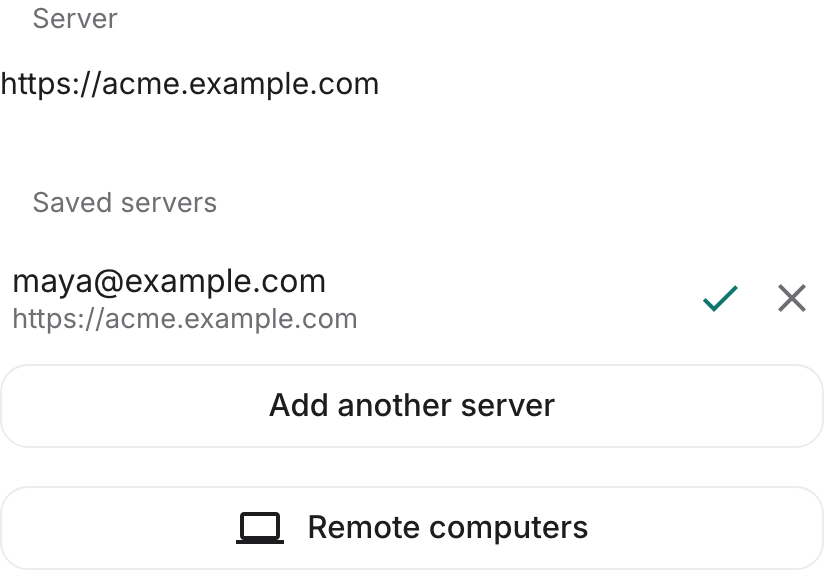 Server
https://acme.example.com
Saved servers
maya@example.com
https://acme.example.com
Add another server
Remote computers